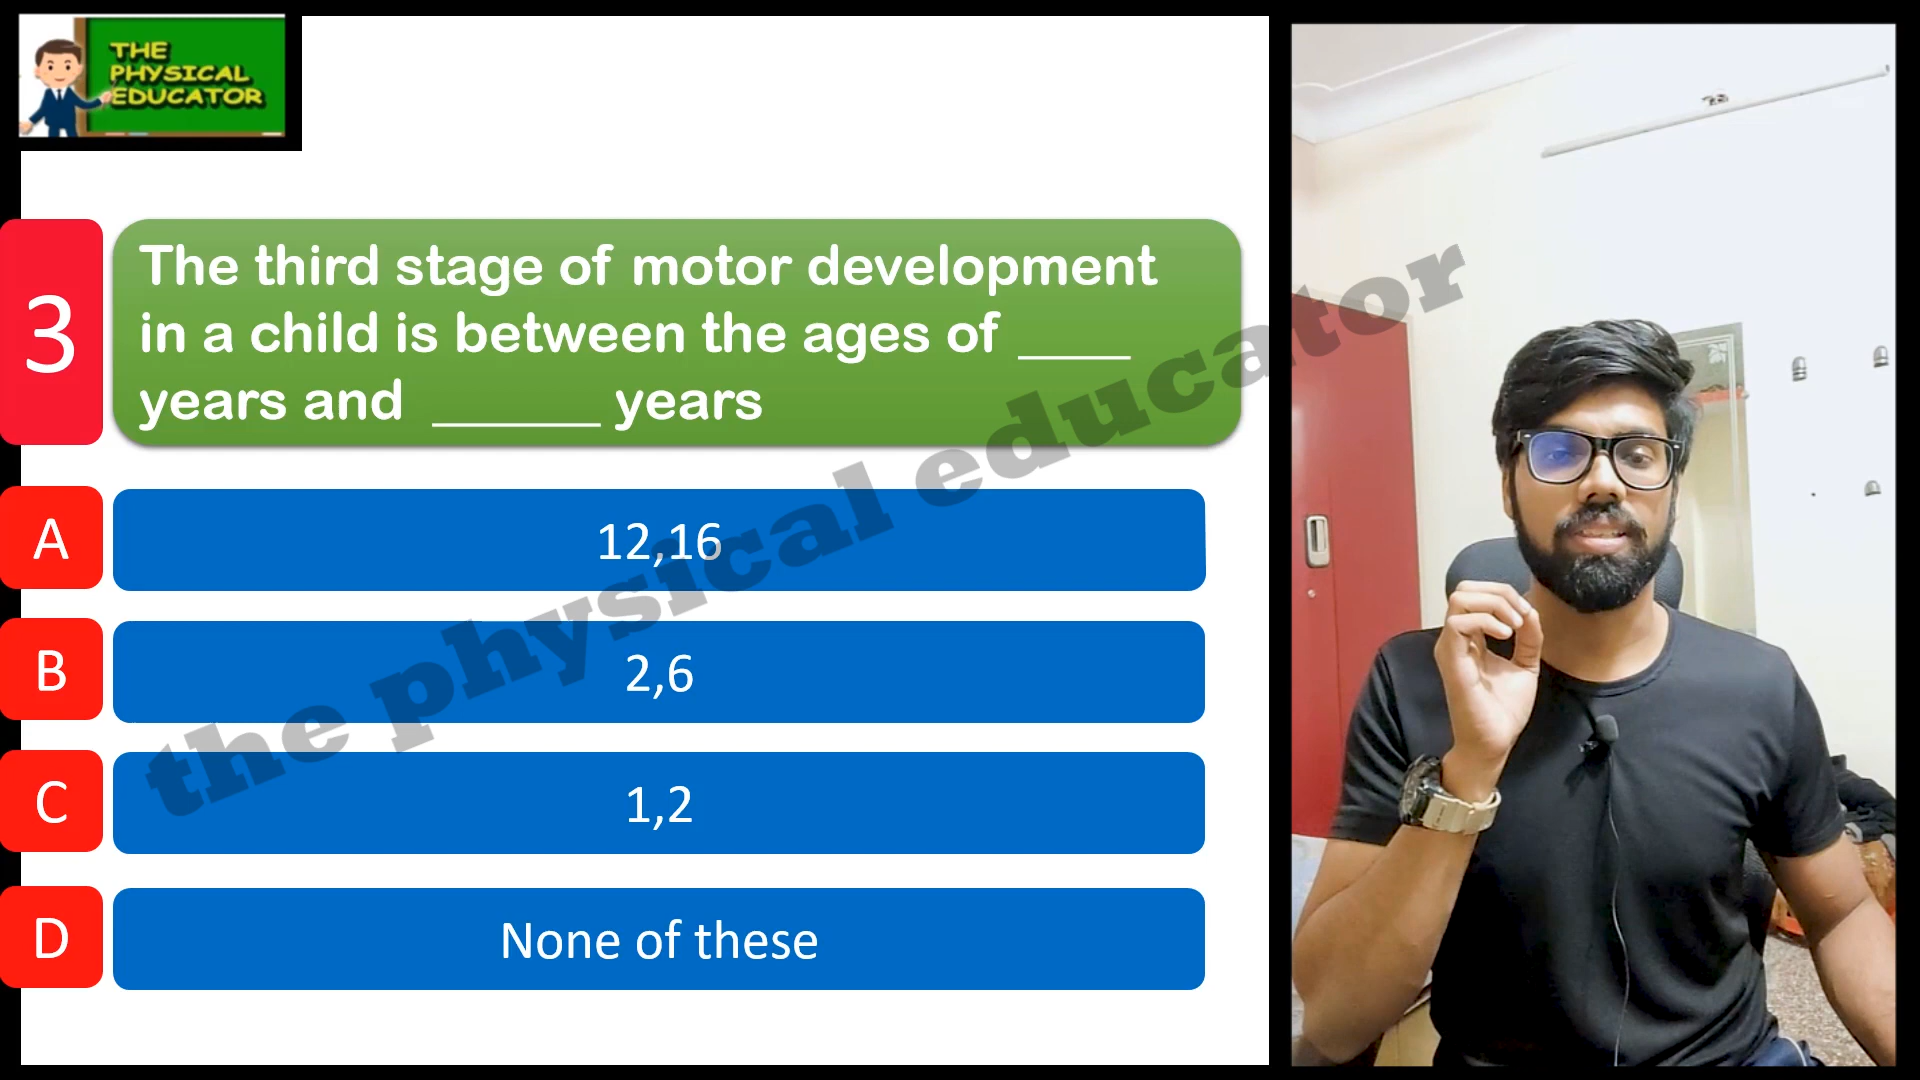 THE
PHYSICAL
EDUCATOR
3
The third stage of motor development
in a child is between the ages of ____
years and ______ years
A
12,16
B
2,6
C
1,2
D
None of these
the physical educator